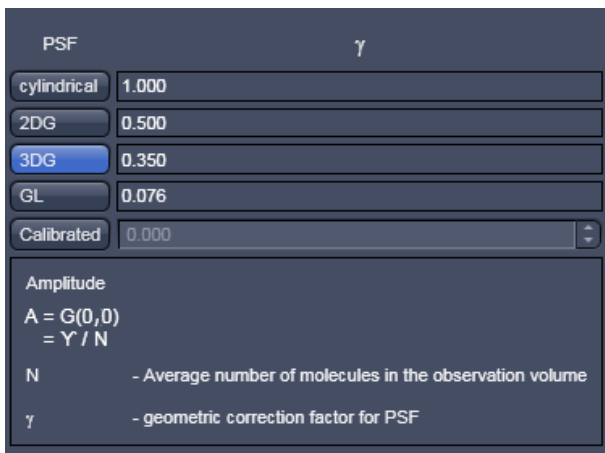 PSF γ
cylindrical 1.000
2DG 0.500
3DG 0.350
GL 0.076
Calibrated 0.000
Amplitude
A = G(0,0)
= ϒ / N
N - Average number of molecules in the observation volume
γ - geometric correction factor for PSF